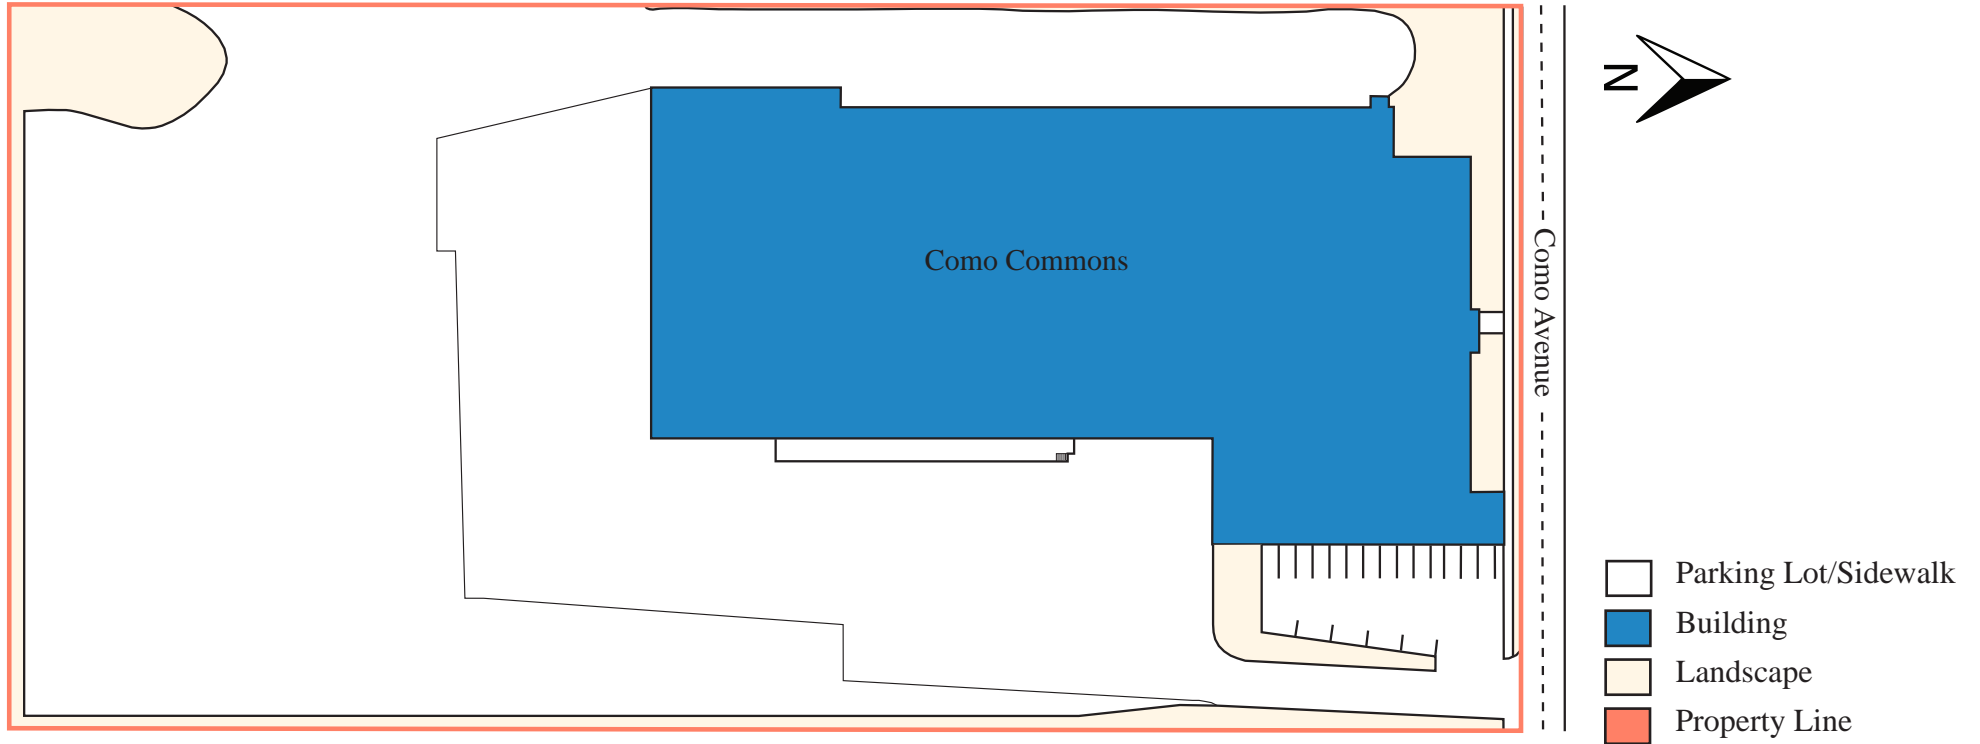 N
Como Commons
Como Avenue
Parking Lot/Sidewalk
Building
Landscape
Property Line